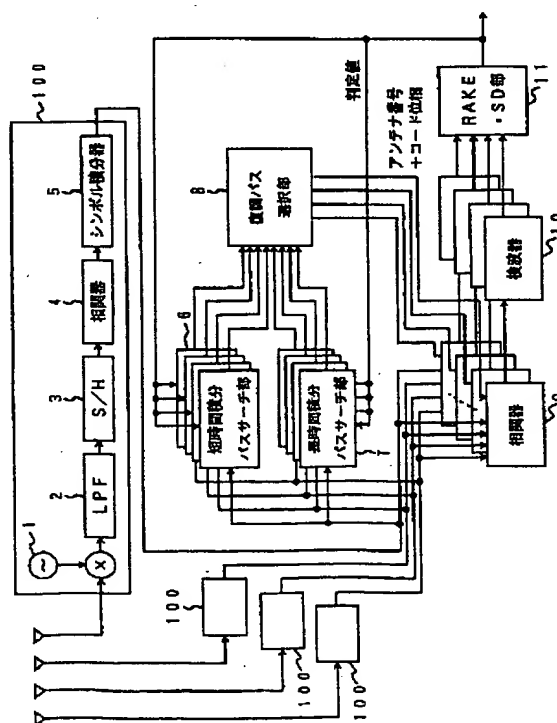 100
1
2
LPF
3
S/H
4
相関器
5
シンボル積分器
100
100
100
6
短時間積分
パスサーチ部
長時間積分
パスサーチ部
7
8
復調パス
選択部
判定値
アンテナ番号
+コード位相
相関器
検波器
RAKE
・SD部
11